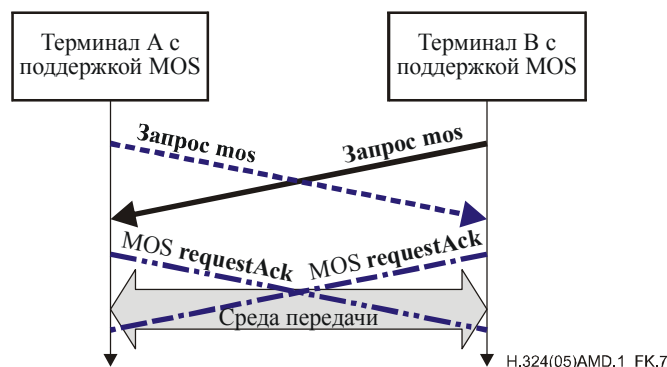 Терминал A с
поддержкой MOS
Терминал B с
поддержкой MOS
Запрос mos
Запрос mos
MOS requestAck
MOS requestAck
Среда передачи
H.324(05)AMD.1_FK.7